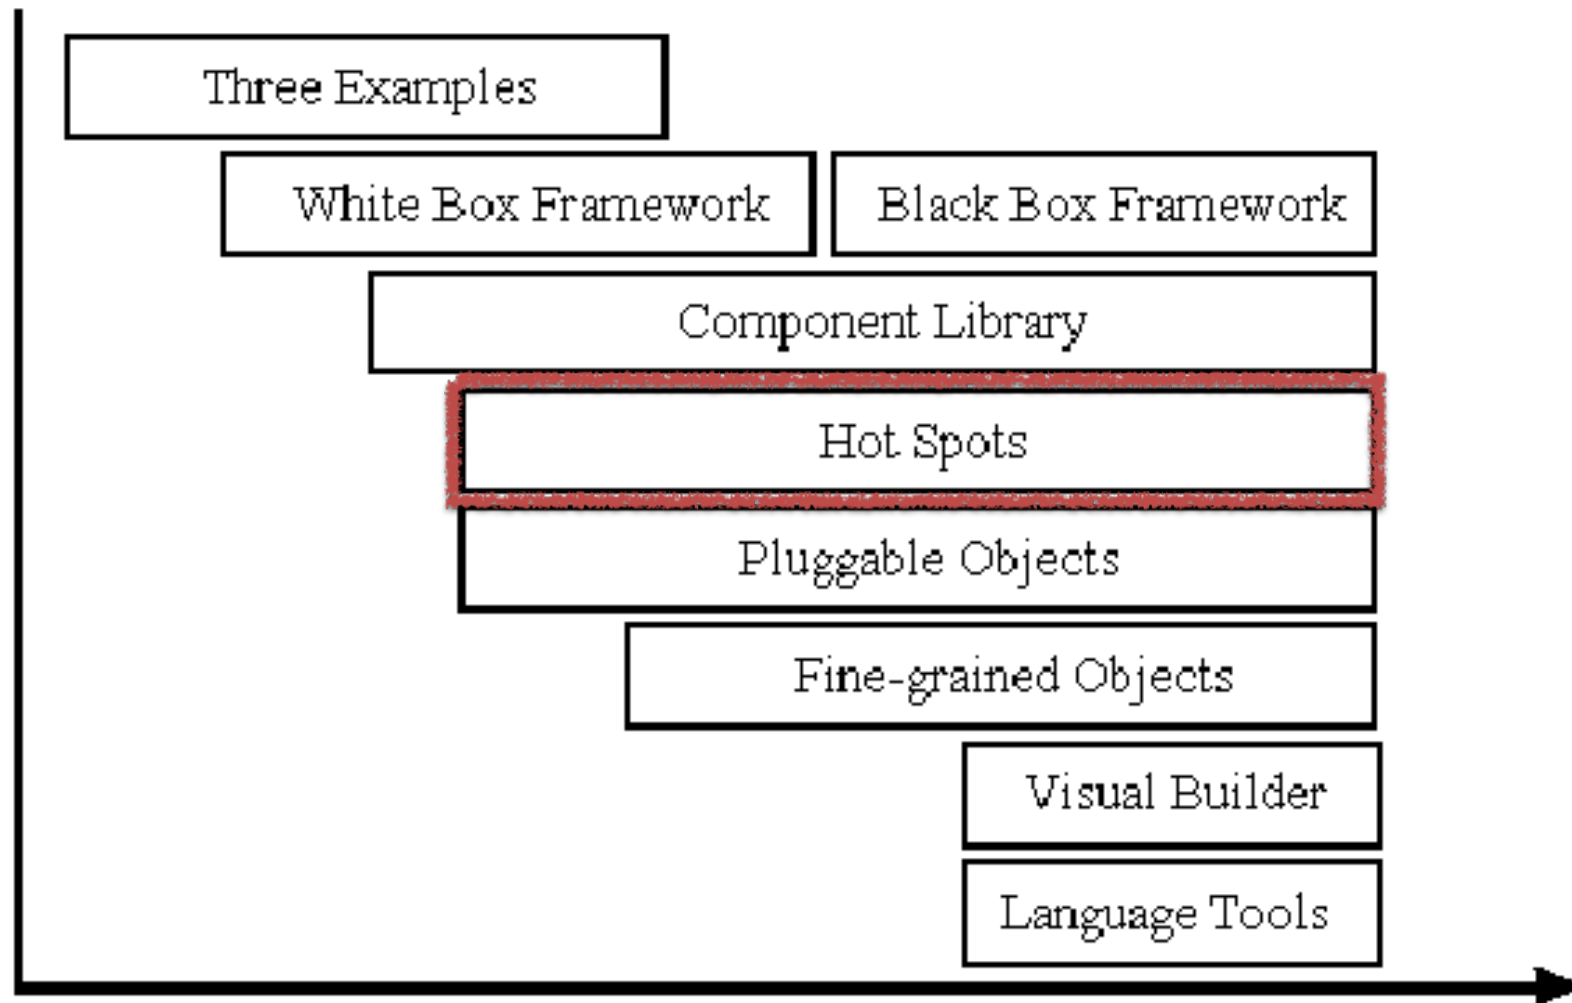 Three Examples
White Box Framework
Black Box Framework
Component Library
Hot Spots
Pluggable Objects
Fine-grained Objects
Visual Builder
Language Tools